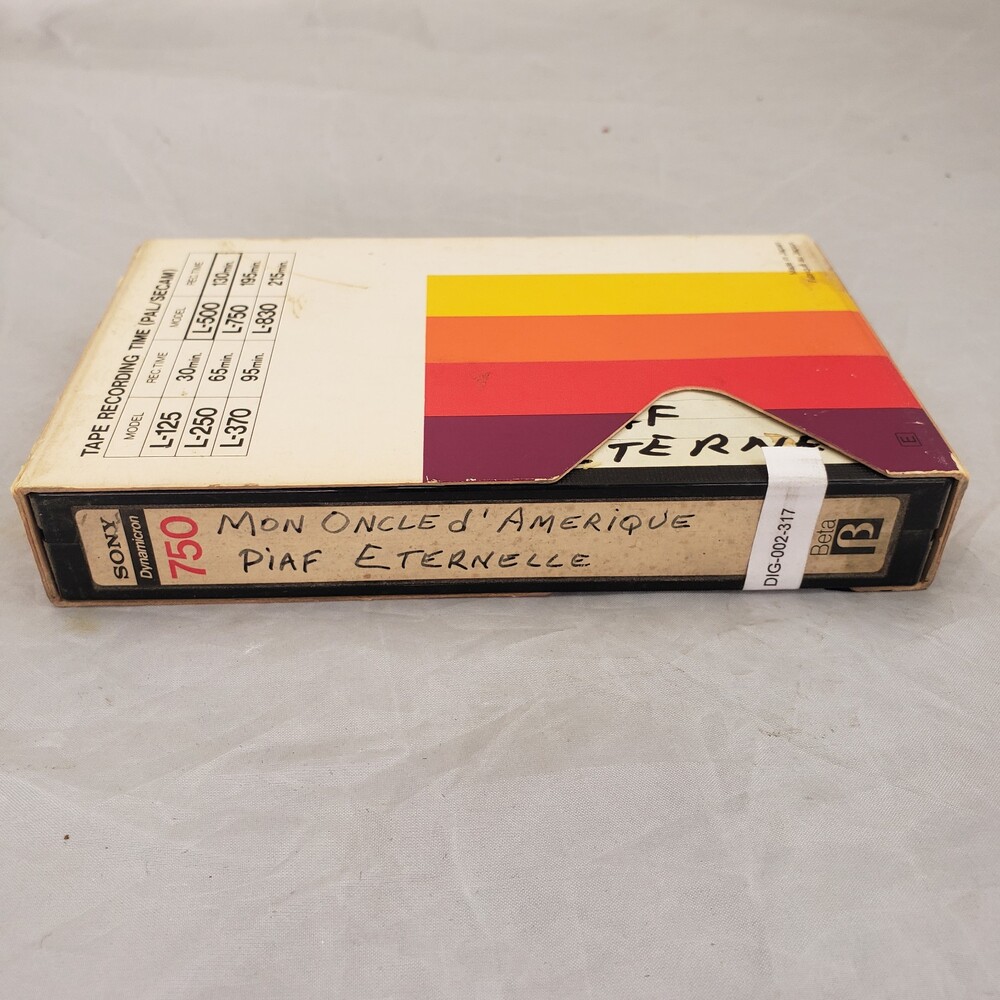 TAPE RECORDING TIME (PAL/SECAM)
MODEL REC.TIME MODEL REC.TIME
L-125 30min. L-500 130min.
L-250 65min. L-750 195min.
L-370 95min. L-830 215min.
ETERNE
E
SONY
Dynamicron
750
MON ONCLE d'AMERIQUE
PIAF ETERNELLE
DIG-002-317
Beta
β